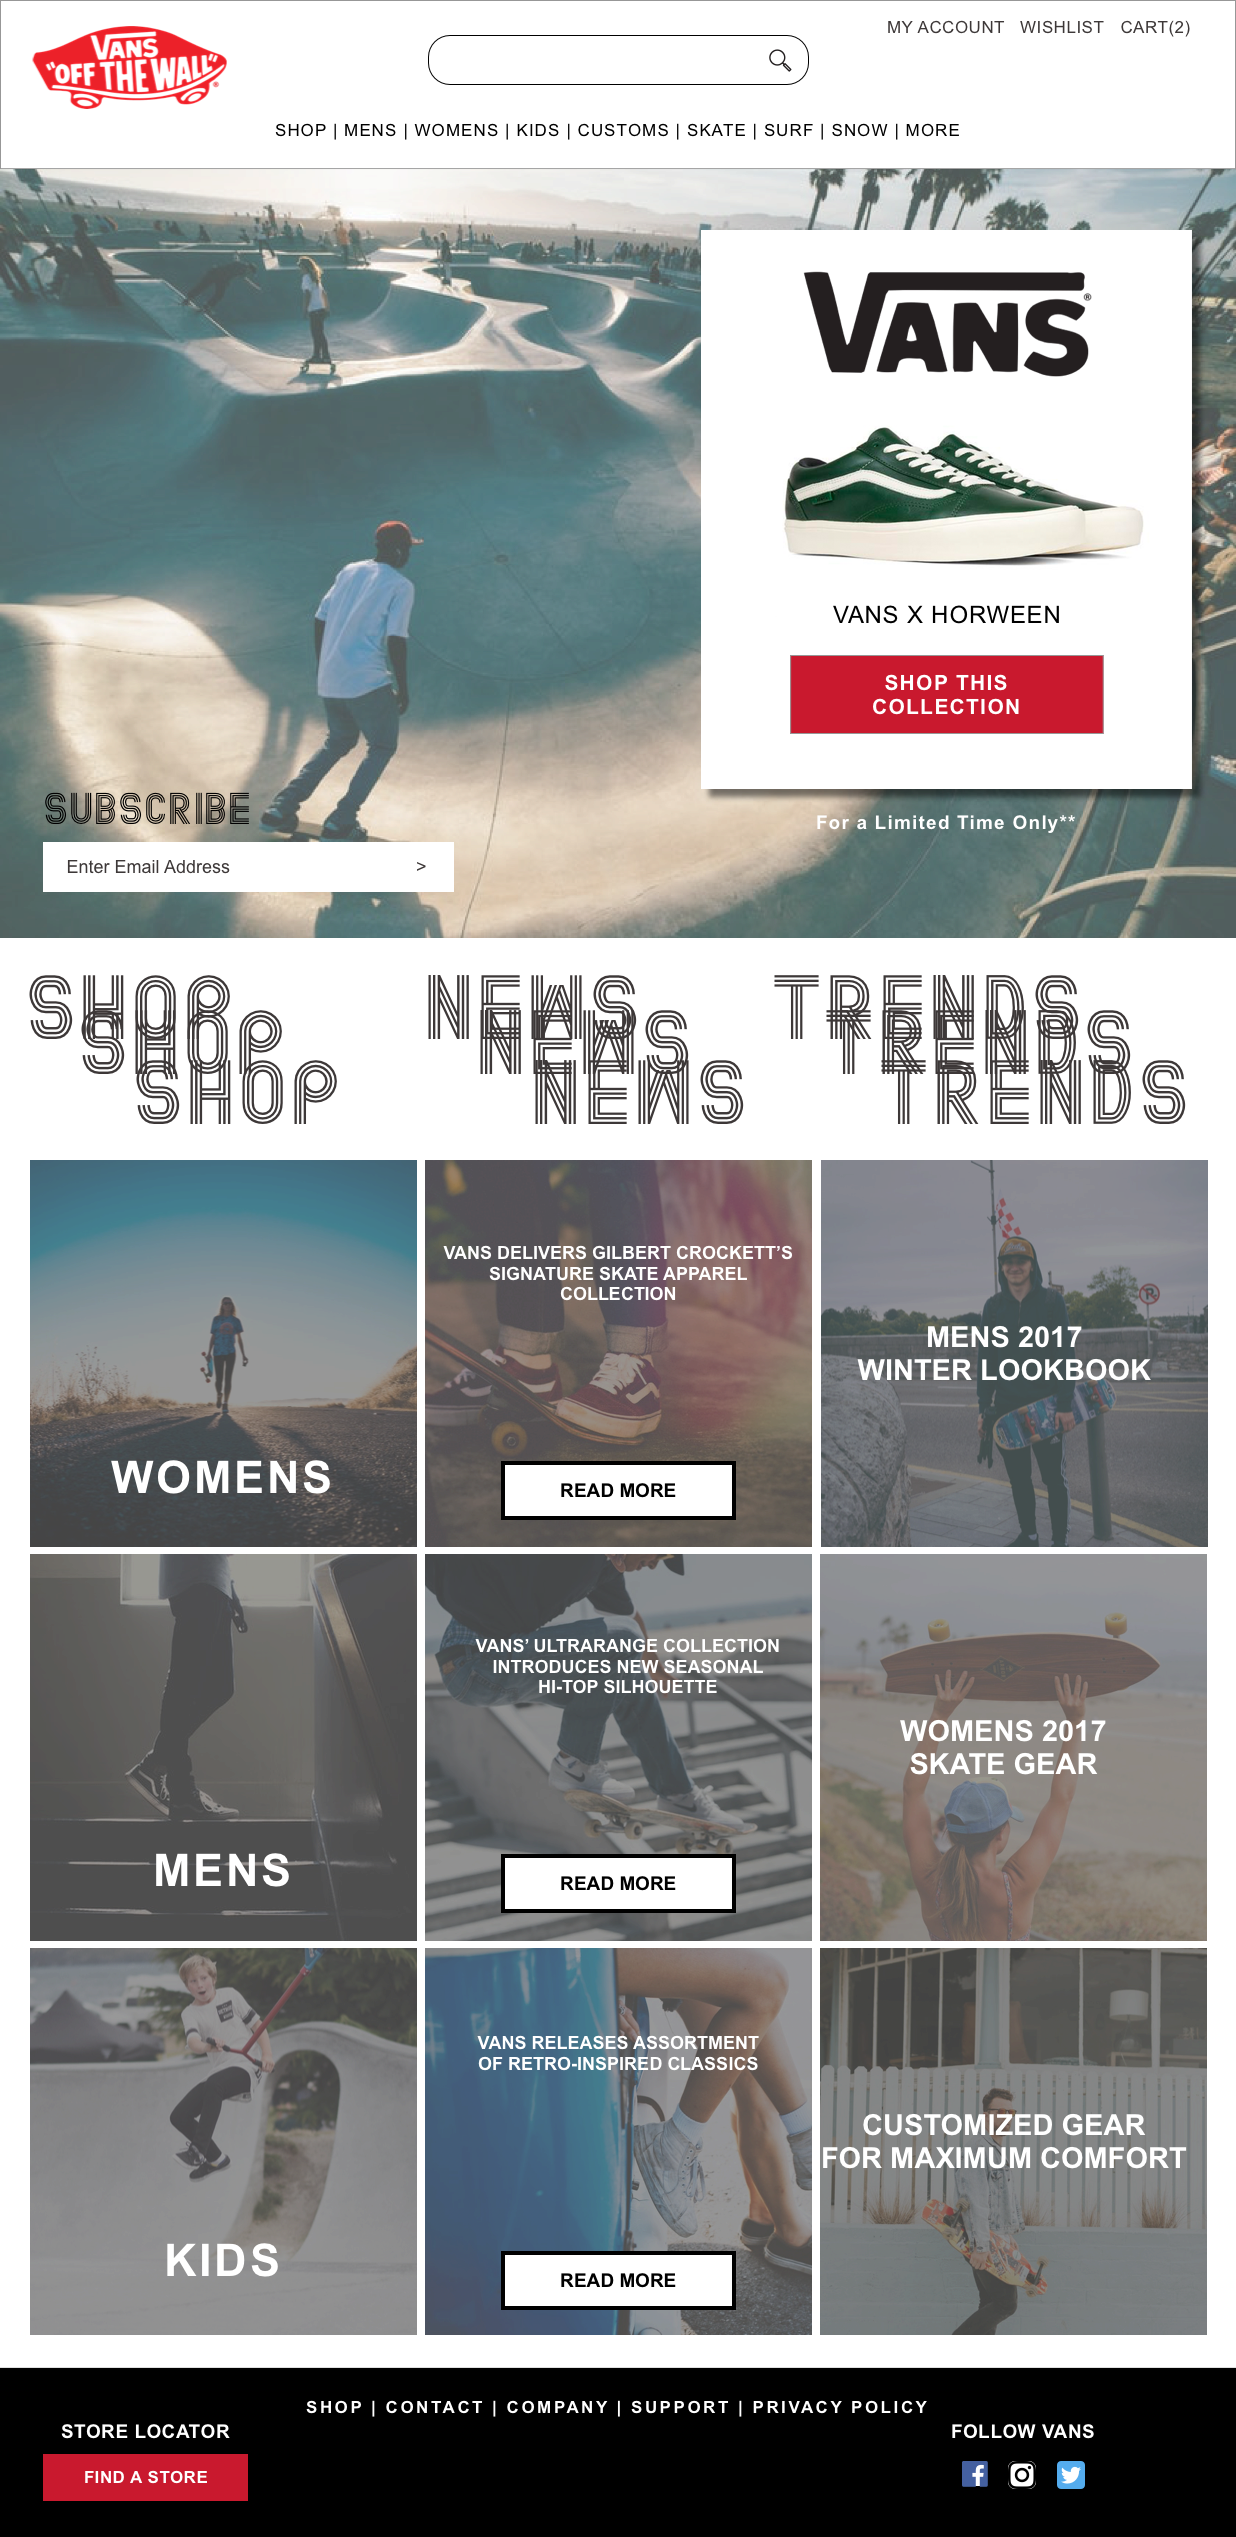 MY ACCOUNT WISHLIST CART(2)
VANS
"OFF THE WALL"
SHOP | MENS | WOMENS | KIDS | CUSTOMS | SKATE | SURF | SNOW | MORE
VANS®
VANS X HORWEEN
SHOP THIS
COLLECTION
For a Limited Time Only**
SUBSCRIBE
Enter Email Address >
SHOP NEWS TRENDS
SHOP NEWS TRENDS
SHOP NEWS TRENDS
WOMENS
VANS DELIVERS GILBERT CROCKETT’S
SIGNATURE SKATE APPAREL
COLLECTION
READ MORE
MENS 2017
WINTER LOOKBOOK
MENS
VANS’ ULTRARANGE COLLECTION
INTRODUCES NEW SEASONAL
HI-TOP SILHOUETTE
READ MORE
WOMENS 2017
SKATE GEAR
KIDS
VANS RELEASES ASSORTMENT
OF RETRO-INSPIRED CLASSICS
READ MORE
CUSTOMIZED GEAR
FOR MAXIMUM COMFORT
SHOP | CONTACT | COMPANY | SUPPORT | PRIVACY POLICY
STORE LOCATOR
FIND A STORE
FOLLOW VANS